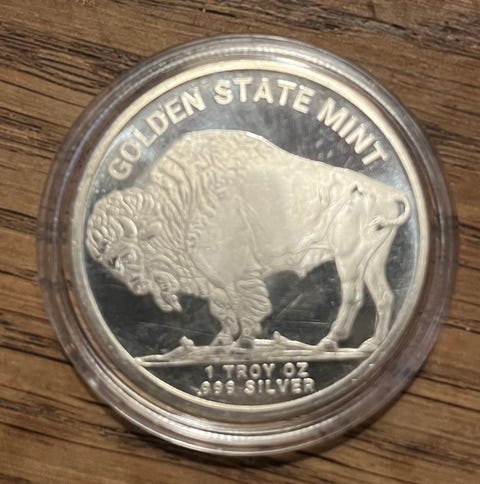 GOLDEN STATE MINT
1 TROY OZ
.999 SILVER